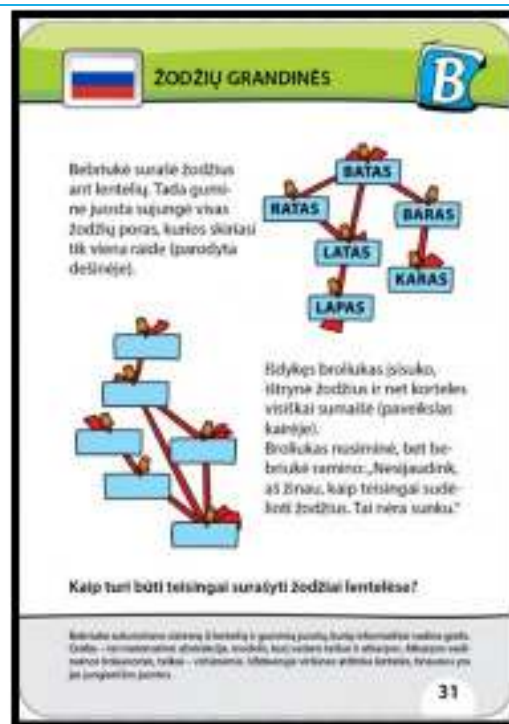 ŽODŽIŲ GRANDINĖS
B
Bebriukė surašė žodžius
ant lentelių. Tada gumi-
ne juosta sujungė visas
žodžių poras, kurios skiriasi
tik viena raide (parodyta
dešinėje).
BATAS
RATAS
BARAS
LATAS
KARAS
LAPAS
Išdykęs broliukas įsisuko,
ištrynė žodžius ir net korteles
visiškai sumaišė (paveikslas
kairėje).
Broliukas nusiminė, bet be-
briukė ramino: „Nesijaudink,
aš žinau, kaip teisingai sudė-
lioti žodžius. Tai nėra sunku."
Kaip turi būti teisingai surašyti žodžiai lentelėse?
31